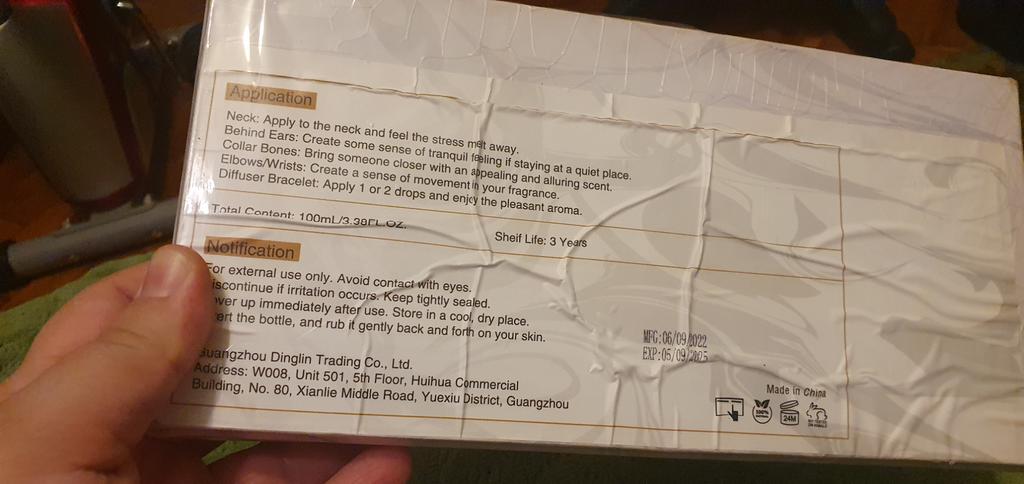 Application
Neck: Apply to the neck and feel the stress melt away.
Behind Ears: Create some sense of tranquil feeling if staying at a quiet place.
Collar Bones: Bring someone closer with an appealing and alluring scent.
Elbows/Wrists: Create a sense of movement in your fragrance.
Diffuser Bracelet: Apply 1 or 2 drops and enjoy the pleasant aroma.
Total Content: 100mL/3.38FL.OZ.
Sheif Life: 3 Years
Notification
For external use only. Avoid contact with eyes.
iscontinue if irritation occurs. Keep tightly sealed.
over up immediately after use. Store in a cool, dry place.
ert the bottle, and rub it gently back and forth on your skin.
MFG:06/09/2022
EXP:05/09/2025
Guangzhou Dinglin Trading Co., Ltd.
Address: W008, Unit 501, 5th Floor, Huihua Commercial
Building, No. 80, Xianlie Middle Road, Yuexiu District, Guangzhou
Made in China
100%
24M